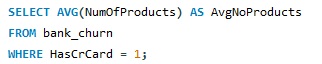 SELECT AVG(NumOfProducts) AS AvgNoProducts
FROM bank_churn
WHERE HasCrCard = 1;